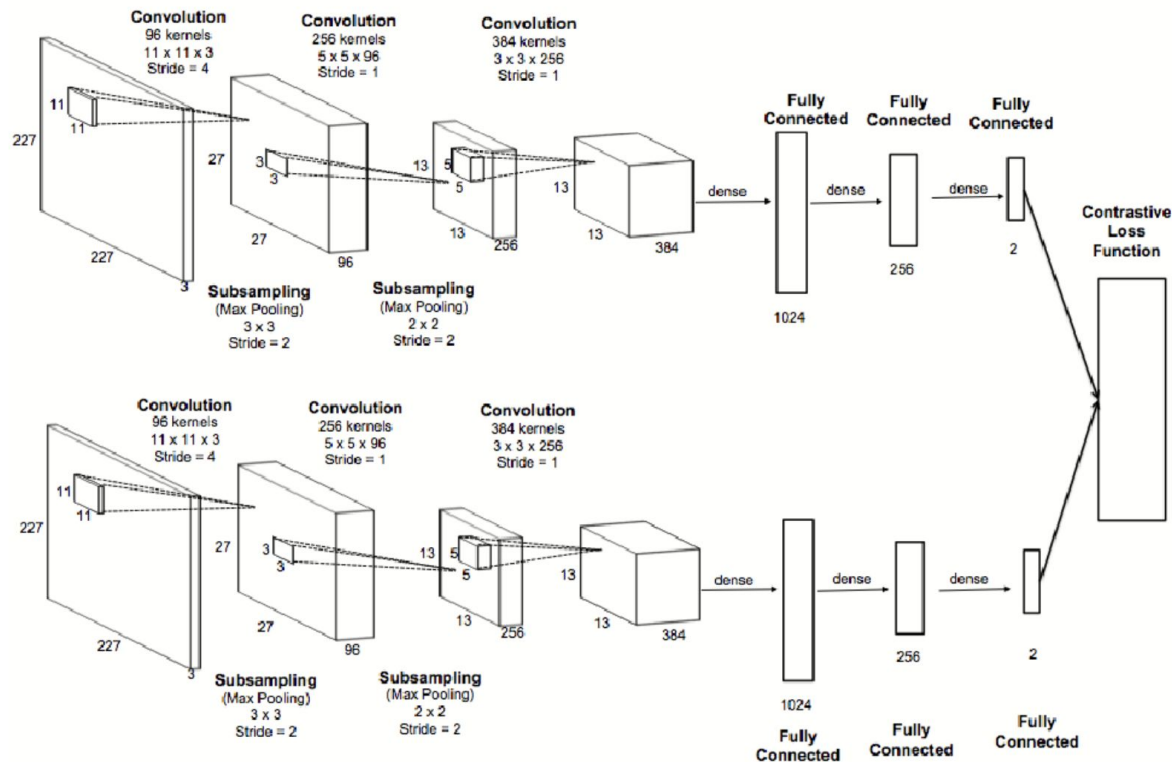 Convolution
96 kernels
11 x 11 x 3
Stride = 4
Convolution
256 kernels
5 x 5 x 96
Stride = 1
Convolution
384 kernels
3 x 3 x 256
Stride = 1
11
11
227
227
3
27
3
3
27
96
13
5
5
13
256
13
13
384
dense
Fully
Connected
1024
dense
Fully
Connected
256
dense
Fully
Connected
2
Contrastive
Loss
Function
Subsampling
(Max Pooling)
3 x 3
Stride = 2
Subsampling
(Max Pooling)
2 x 2
Stride = 2
Convolution
96 kernels
11 x 11 x 3
Stride = 4
Convolution
256 kernels
5 x 5 x 96
Stride = 1
Convolution
384 kernels
3 x 3 x 256
Stride = 1
11
11
227
227
3
27
3
3
27
96
13
5
5
13
256
13
13
384
dense
1024
Fully
Connected
dense
256
Fully
Connected
dense
2
Fully
Connected
Subsampling
(Max Pooling)
3 x 3
Stride = 2
Subsampling
(Max Pooling)
2 x 2
Stride = 2